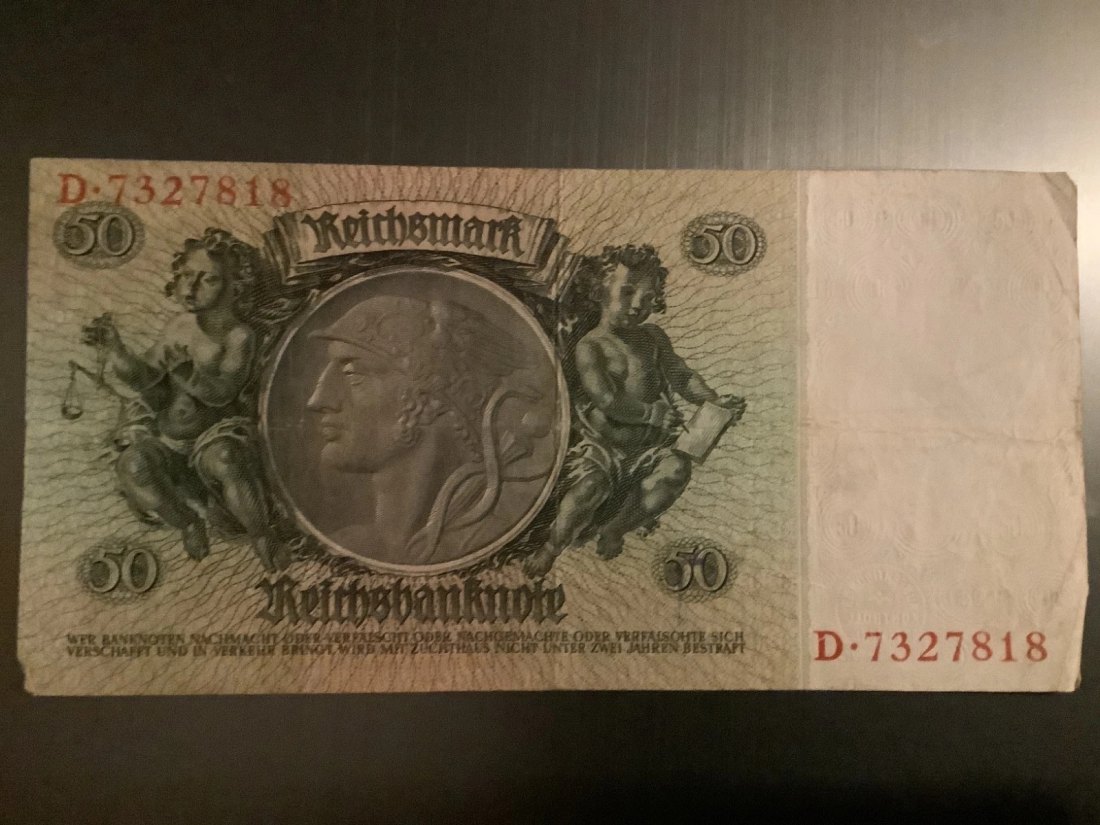 D·7327818
50
Reichsmark
50
50
Reichsbanknote
50
WER BANKNOTEN NACHMACHT ODER VERFÄLSCHT ODER NACHGEMACHTE ODER VERFÄLSCHTE SICH
VERSCHAFFT UND IN VERKEHR BRINGT, WIRD MIT ZUCHTHAUS NICHT UNTER ZWEI JAHREN BESTRAFT
D·7327818